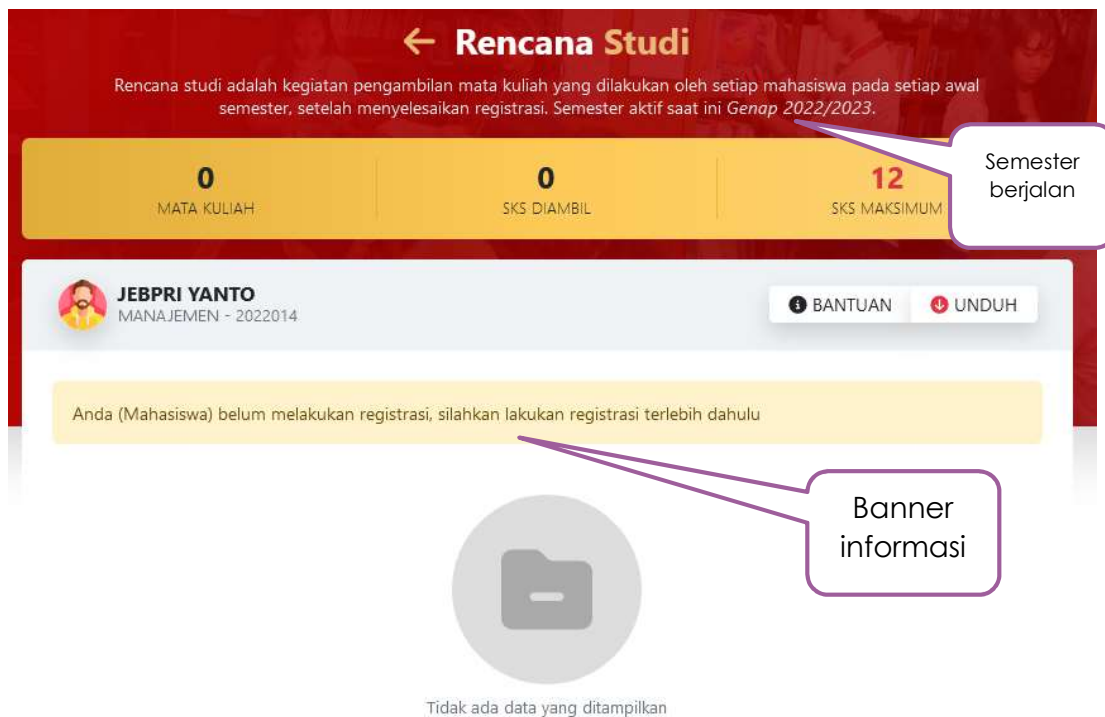 ← Rencana Studi
Rencana studi adalah kegiatan pengambilan mata kuliah yang dilakukan oleh setiap mahasiswa pada setiap awal
semester, setelah menyelesaikan registrasi. Semester aktif saat ini Genap 2022/2023.
Semester
berjalan
0
MATA KULIAH
0
SKS DIAMBIL
12
SKS MAKSIMUM
JEBPRI YANTO
MANAJEMEN - 2022014
BANTUAN
UNDUH
Anda (Mahasiswa) belum melakukan registrasi, silahkan lakukan registrasi terlebih dahulu
Banner
informasi
Tidak ada data yang ditampilkan